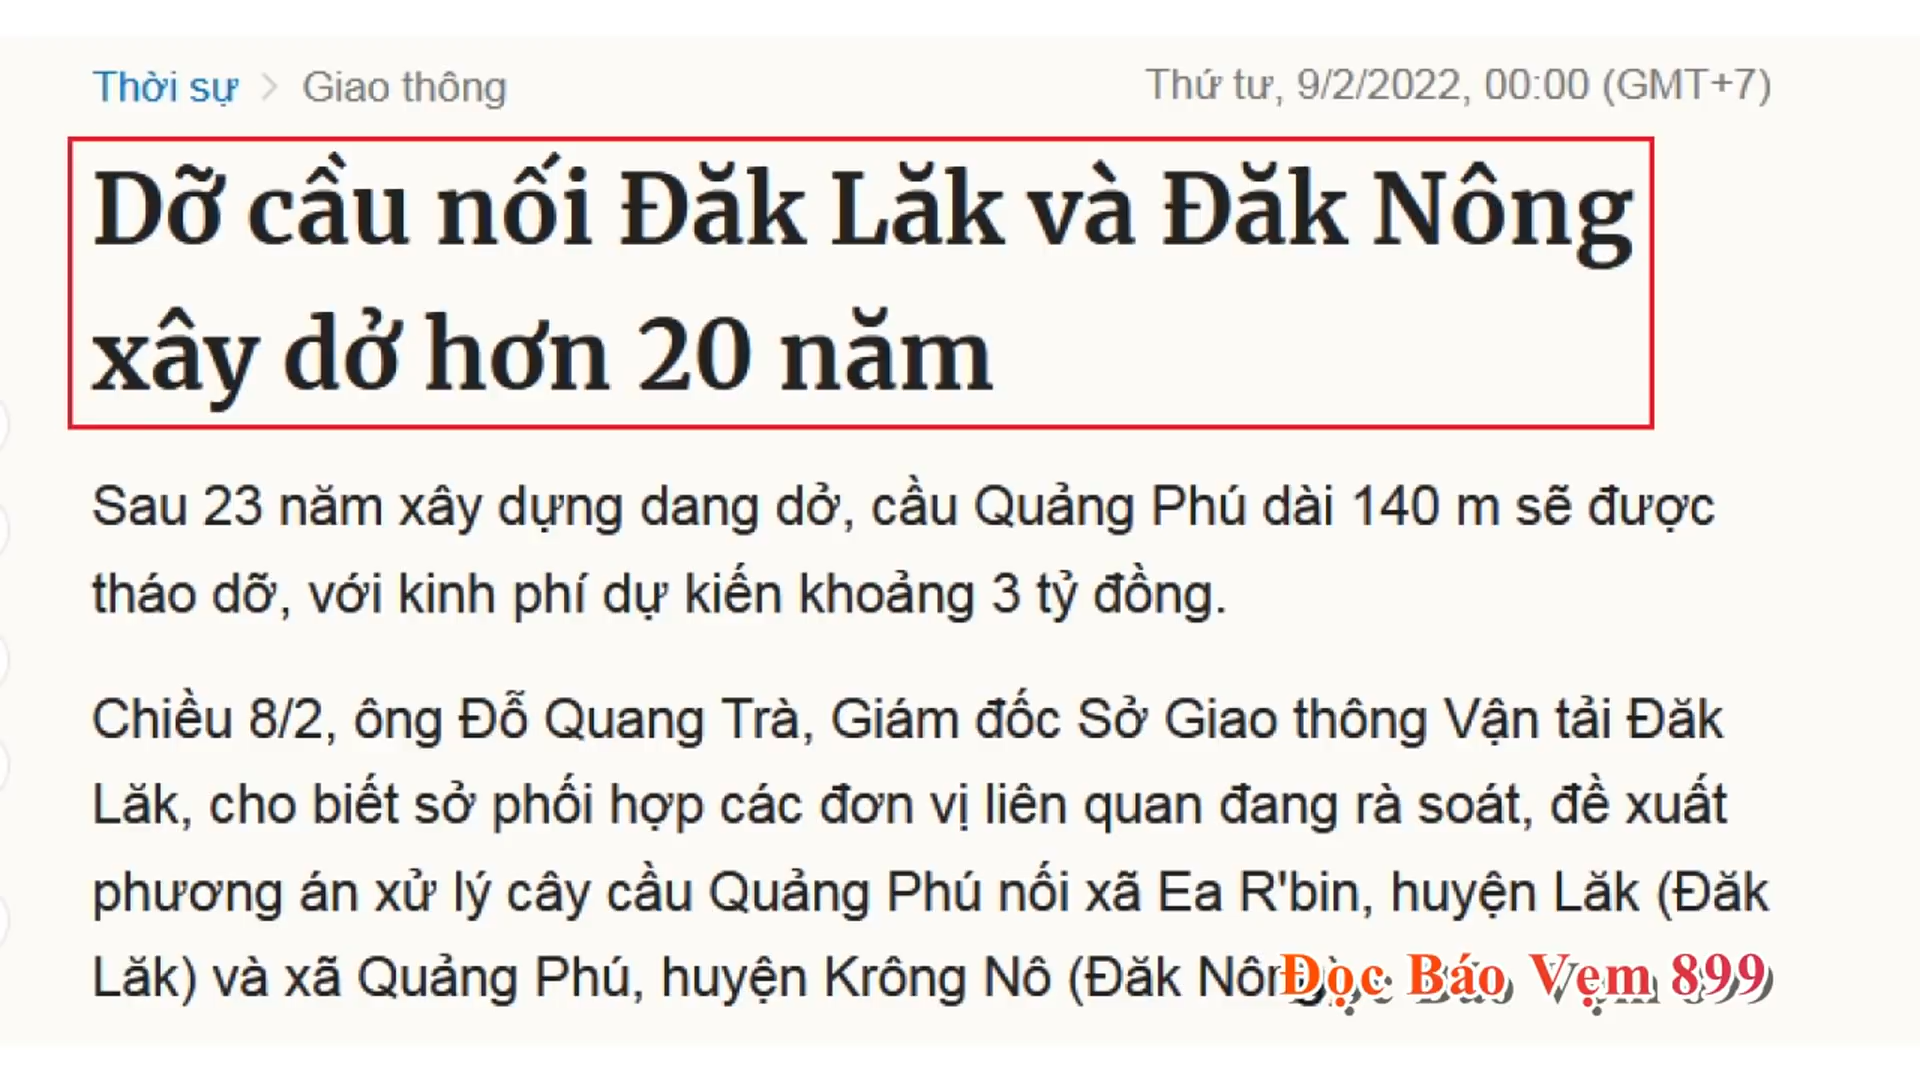 Thời sự > Giao thông
Thứ tư, 9/2/2022, 00:00 (GMT+7)
Dỡ cầu nối Đăk Lăk và Đăk Nông
xây dở hơn 20 năm
Sau 23 năm xây dựng dang dở, cầu Quảng Phú dài 140 m sẽ được
tháo dỡ, với kinh phí dự kiến khoảng 3 tỷ đồng.
Chiều 8/2, ông Đỗ Quang Trà, Giám đốc Sở Giao thông Vận tải Đăk
Lăk, cho biết sở phối hợp các đơn vị liên quan đang rà soát, đề xuất
phương án xử lý cây cầu Quảng Phú nối xã Ea R'bin, huyện Lăk (Đăk
Lăk) và xã Quảng Phú, huyện Krông Nô (Đăk Nông).
Đọc Báo Vẹm 899